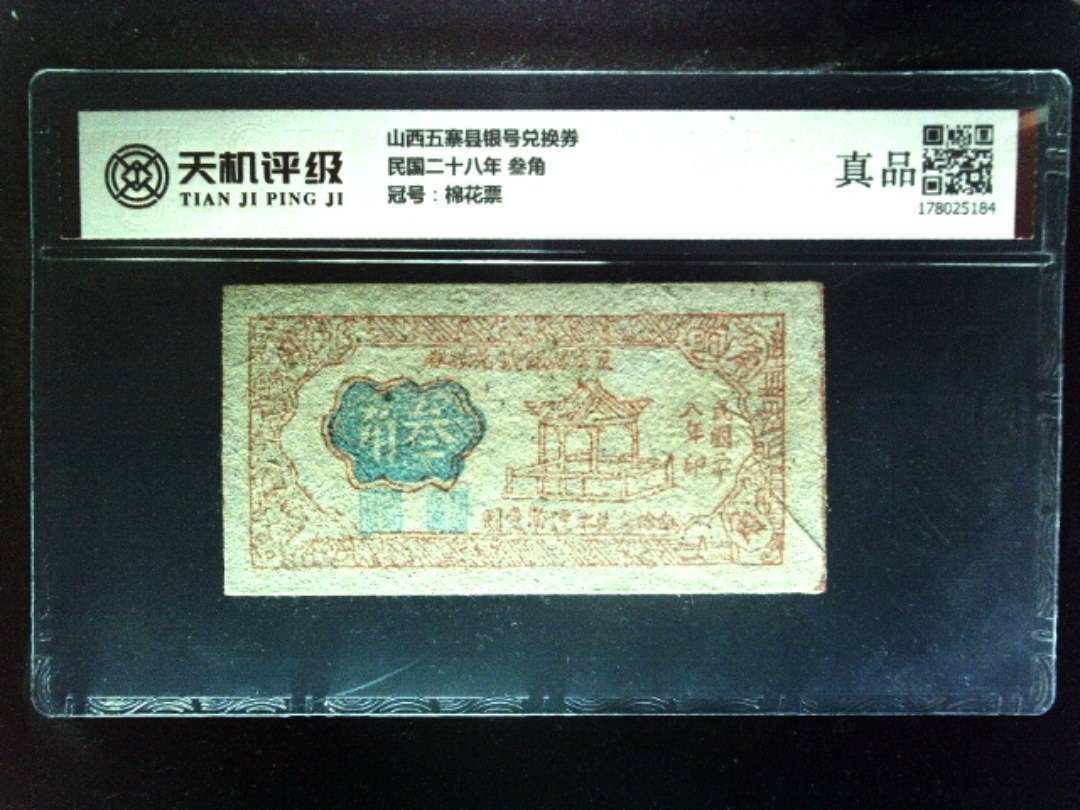 天机评级
TIAN JI PING JI
山西五寨县银号兑换券
民国二十八年 叁角
冠号：棉花票
真品
178025184
叁角
民國二十
八年印